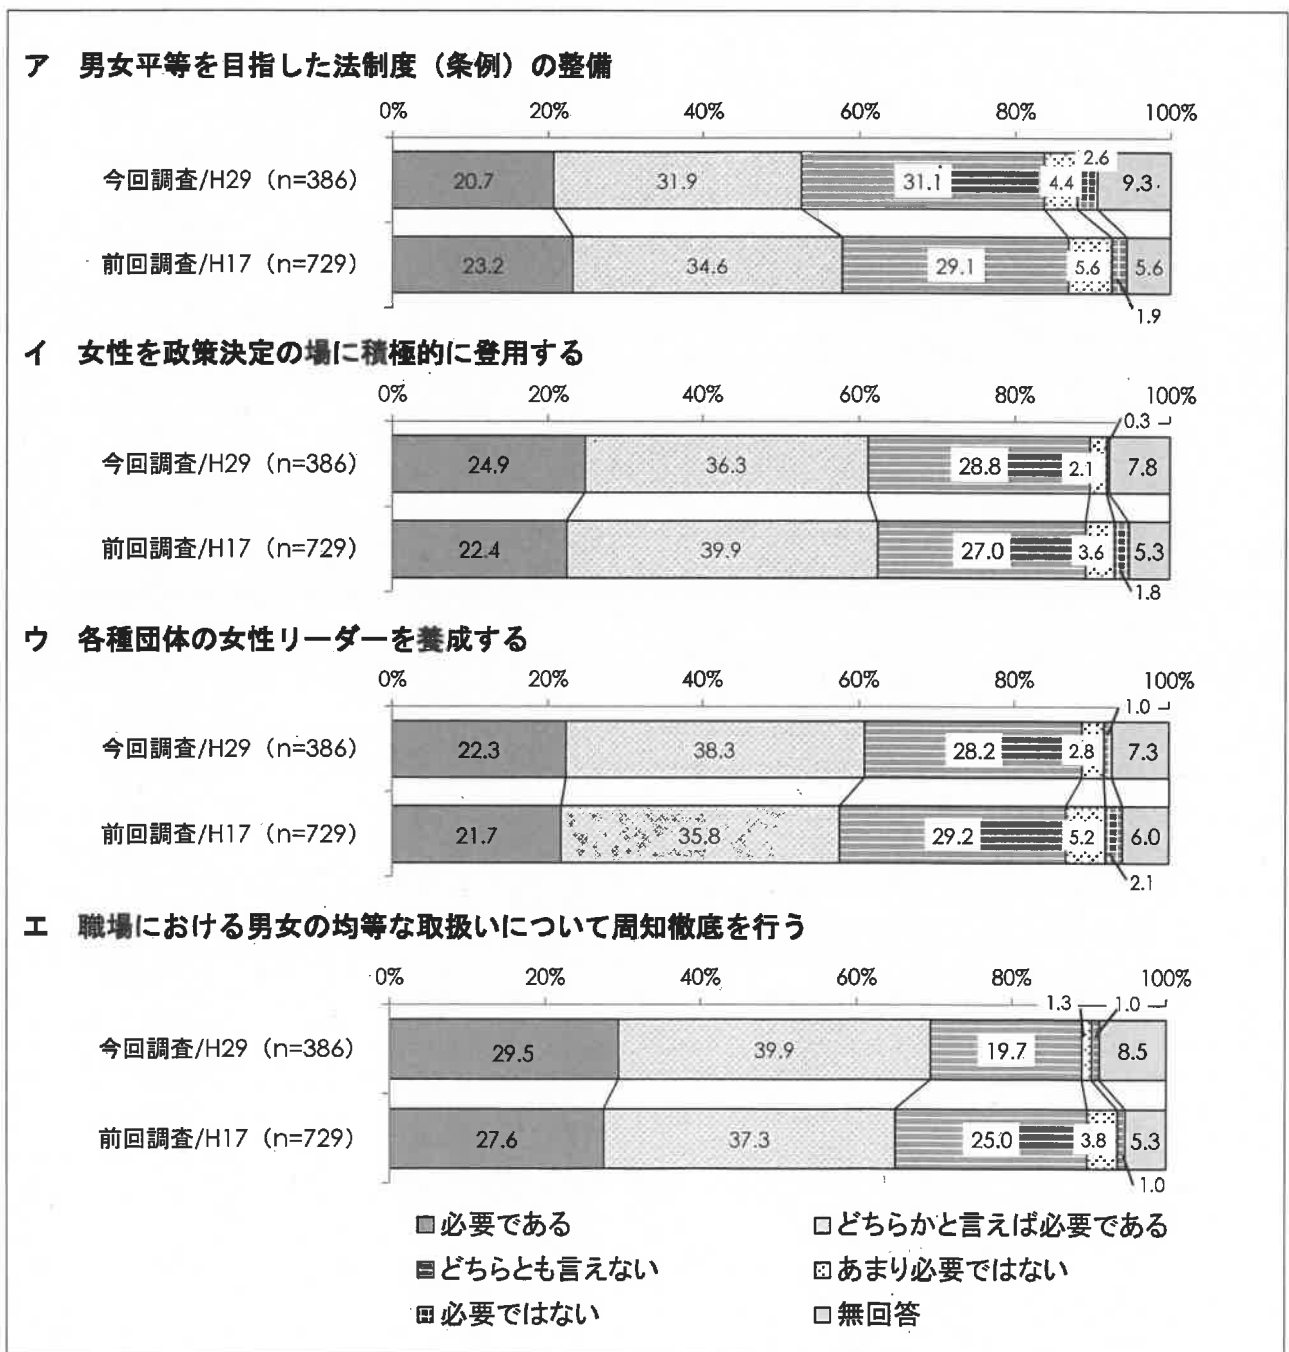 ア 男女平等を目指した法制度（条例）の整備
0% 20% 40% 60% 80% 100%
今回調査/H29（n=386） 20.7 31.9 31.1 4.4 2.6 9.3
前回調査/H17（n=729） 23.2 34.6 29.1 5.6 1.9 5.6
イ 女性を政策決定の場に積極的に登用する
0% 20% 40% 60% 80% 100%
今回調査/H29（n=386） 24.9 36.3 28.8 2.1 0.3 7.8
前回調査/H17（n=729） 22.4 39.9 27.0 3.6 1.8 5.3
ウ 各種団体の女性リーダーを養成する
0% 20% 40% 60% 80% 100%
今回調査/H29（n=386） 22.3 38.3 28.2 2.8 1.0 7.3
前回調査/H17（n=729） 21.7 35.8 29.2 5.2 2.1 6.0
エ 職場における男女の均等な取扱いについて周知徹底を行う
0% 20% 40% 60% 80% 100%
今回調査/H29（n=386） 29.5 39.9 19.7 1.3 1.0 8.5
前回調査/H17（n=729） 27.6 37.3 25.0 3.8 1.0 5.3
必要である どちらかと言えば必要である
どちらとも言えない あまり必要ではない
必要ではない 無回答